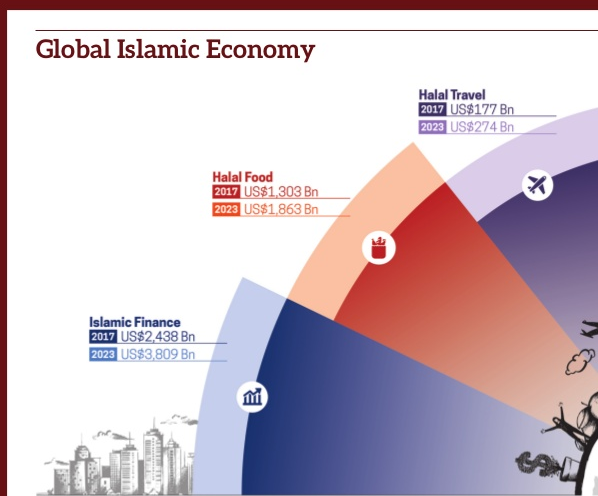 Global Islamic Economy
Halal Travel
2017 US$177 Bn
2023 US$274 Bn
Halal Food
2017 US$1,303 Bn
2023 US$1,863 Bn
Islamic Finance
2017 US$2,438 Bn
2023 US$3,809 Bn
$